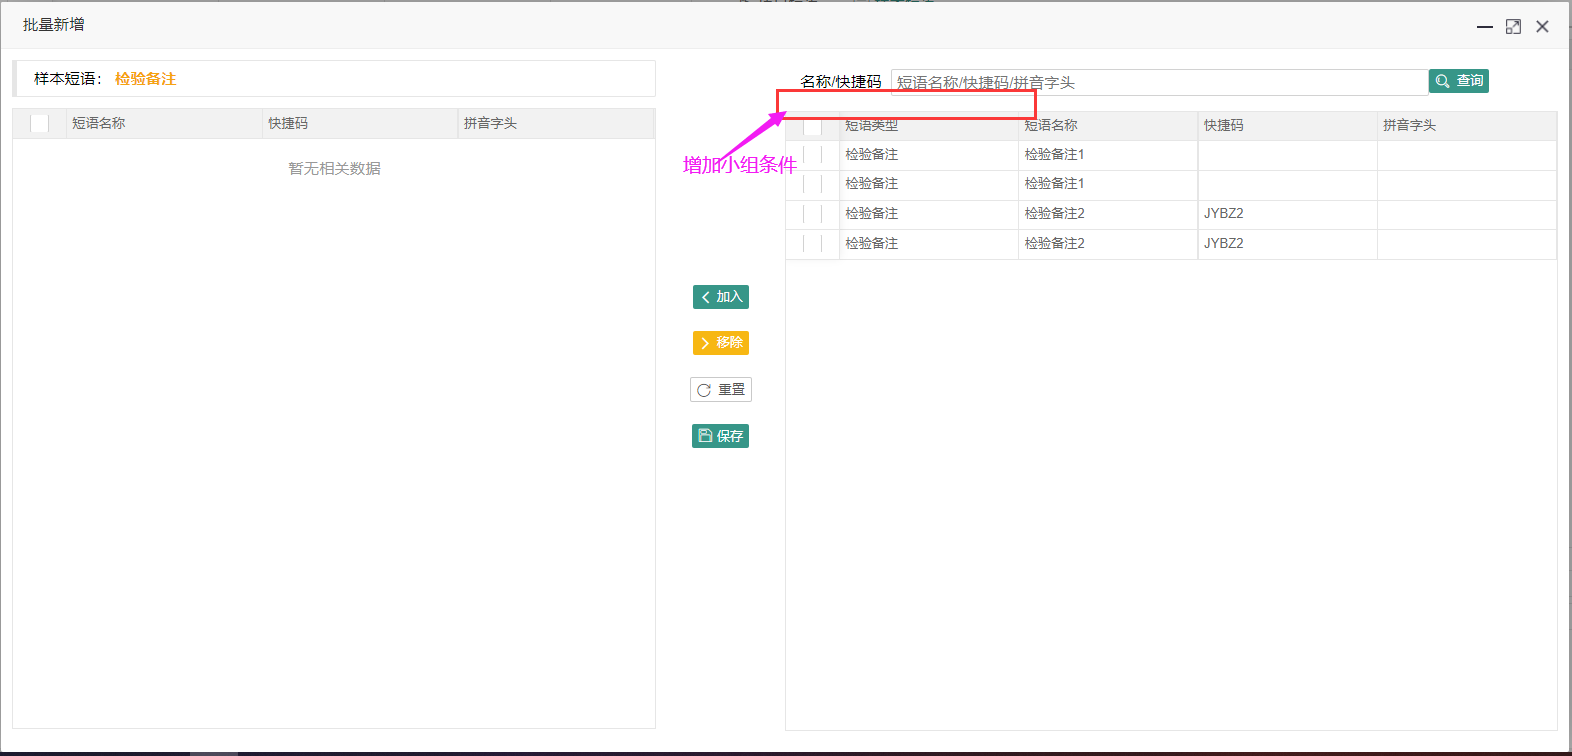 批量新增
样本短语： 检验备注
短语名称 快捷码 拼音字头
暂无相关数据
名称/快捷码 短语名称/快捷码/拼音字头 查询
增加小组条件
短语类型 短语名称 快捷码 拼音字头
检验备注 检验备注1
检验备注 检验备注1
检验备注 检验备注2 JYBZ2
检验备注 检验备注2 JYBZ2
加入
移除
重置
保存